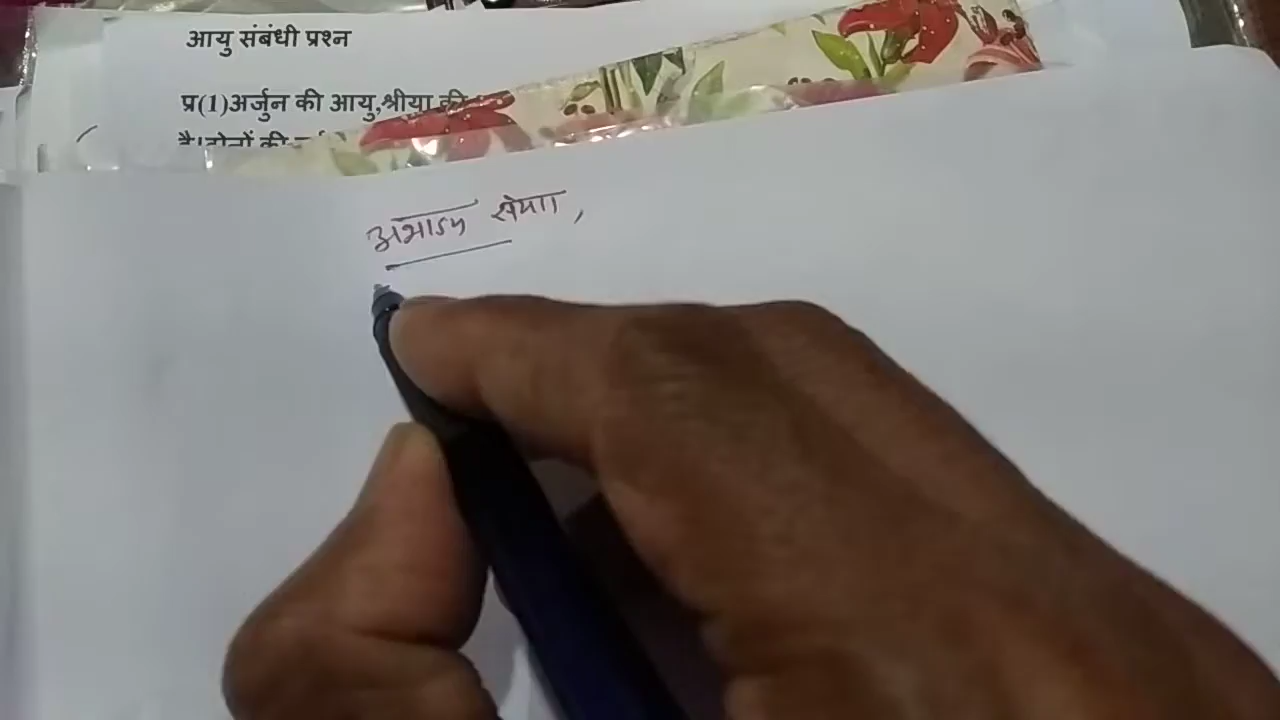 आयु संबंधी प्रश्न
प्र(1)अर्जुन की आयु,श्रीया की
है।दोनों की
अभाज्य संख्या,